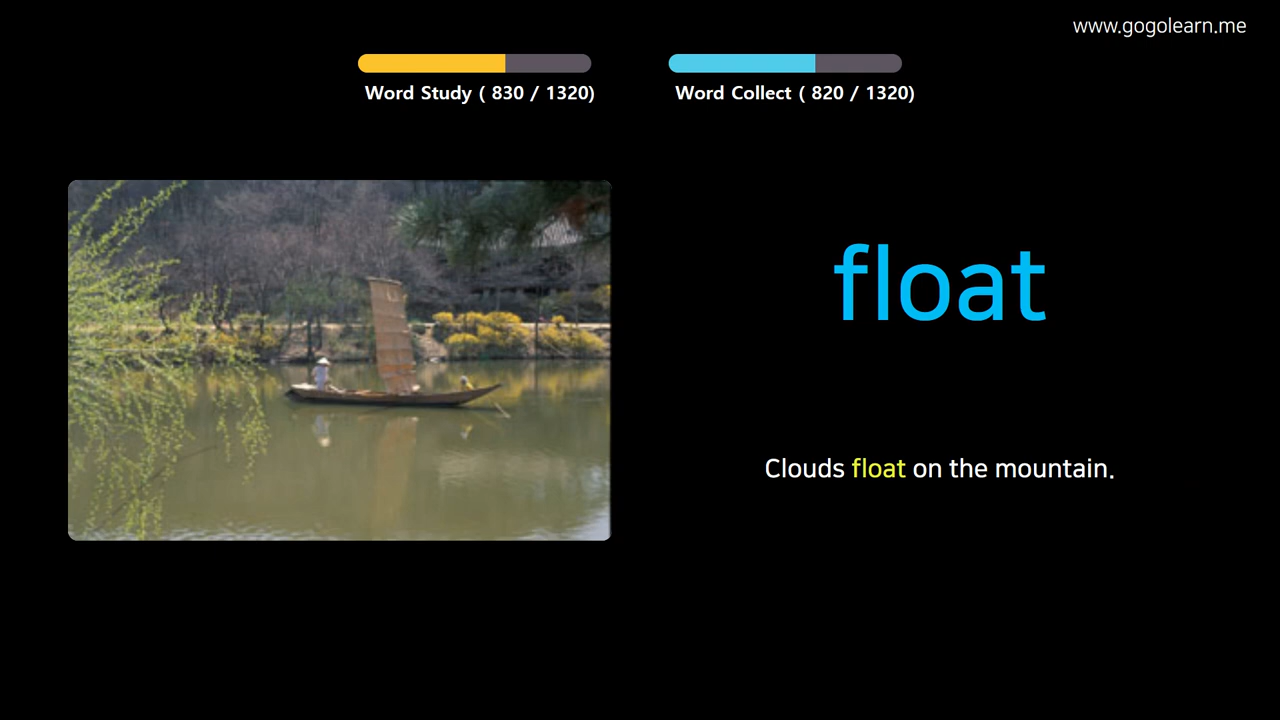 www.gogolearn.me
Word Study ( 830 / 1320)
Word Collect ( 820 / 1320)
float
Clouds float on the mountain.